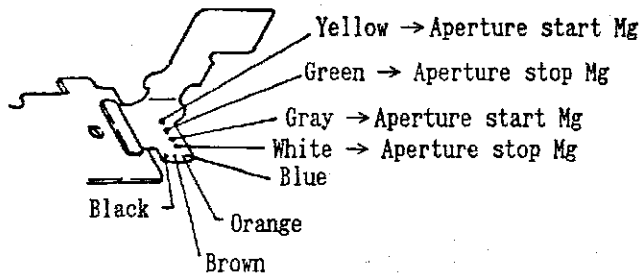 Yellow → Aperture start Mg
Green → Aperture stop Mg
Gray → Aperture start Mg
White → Aperture stop Mg
Blue
Black
Orange
Brown